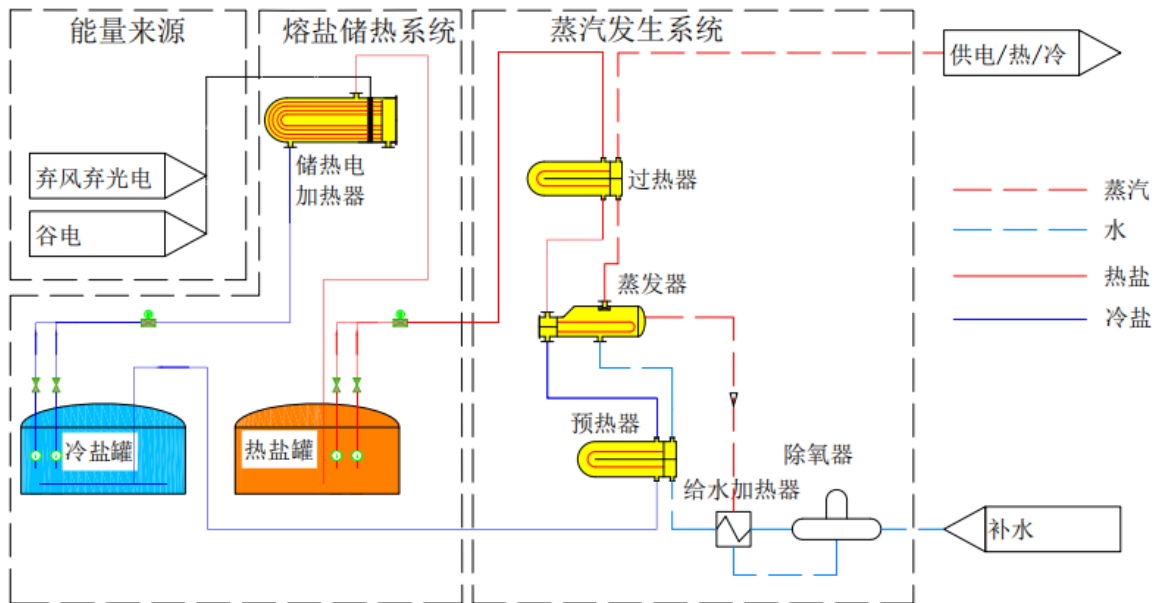 能量来源
熔盐储热系统
蒸汽发生系统
供电/热/冷
弃风弃光电
谷电
储热电
加热器
过热器
蒸发器
预热器
给水加热器
除氧器
补水
冷盐罐
热盐罐
蒸汽
水
热盐
冷盐